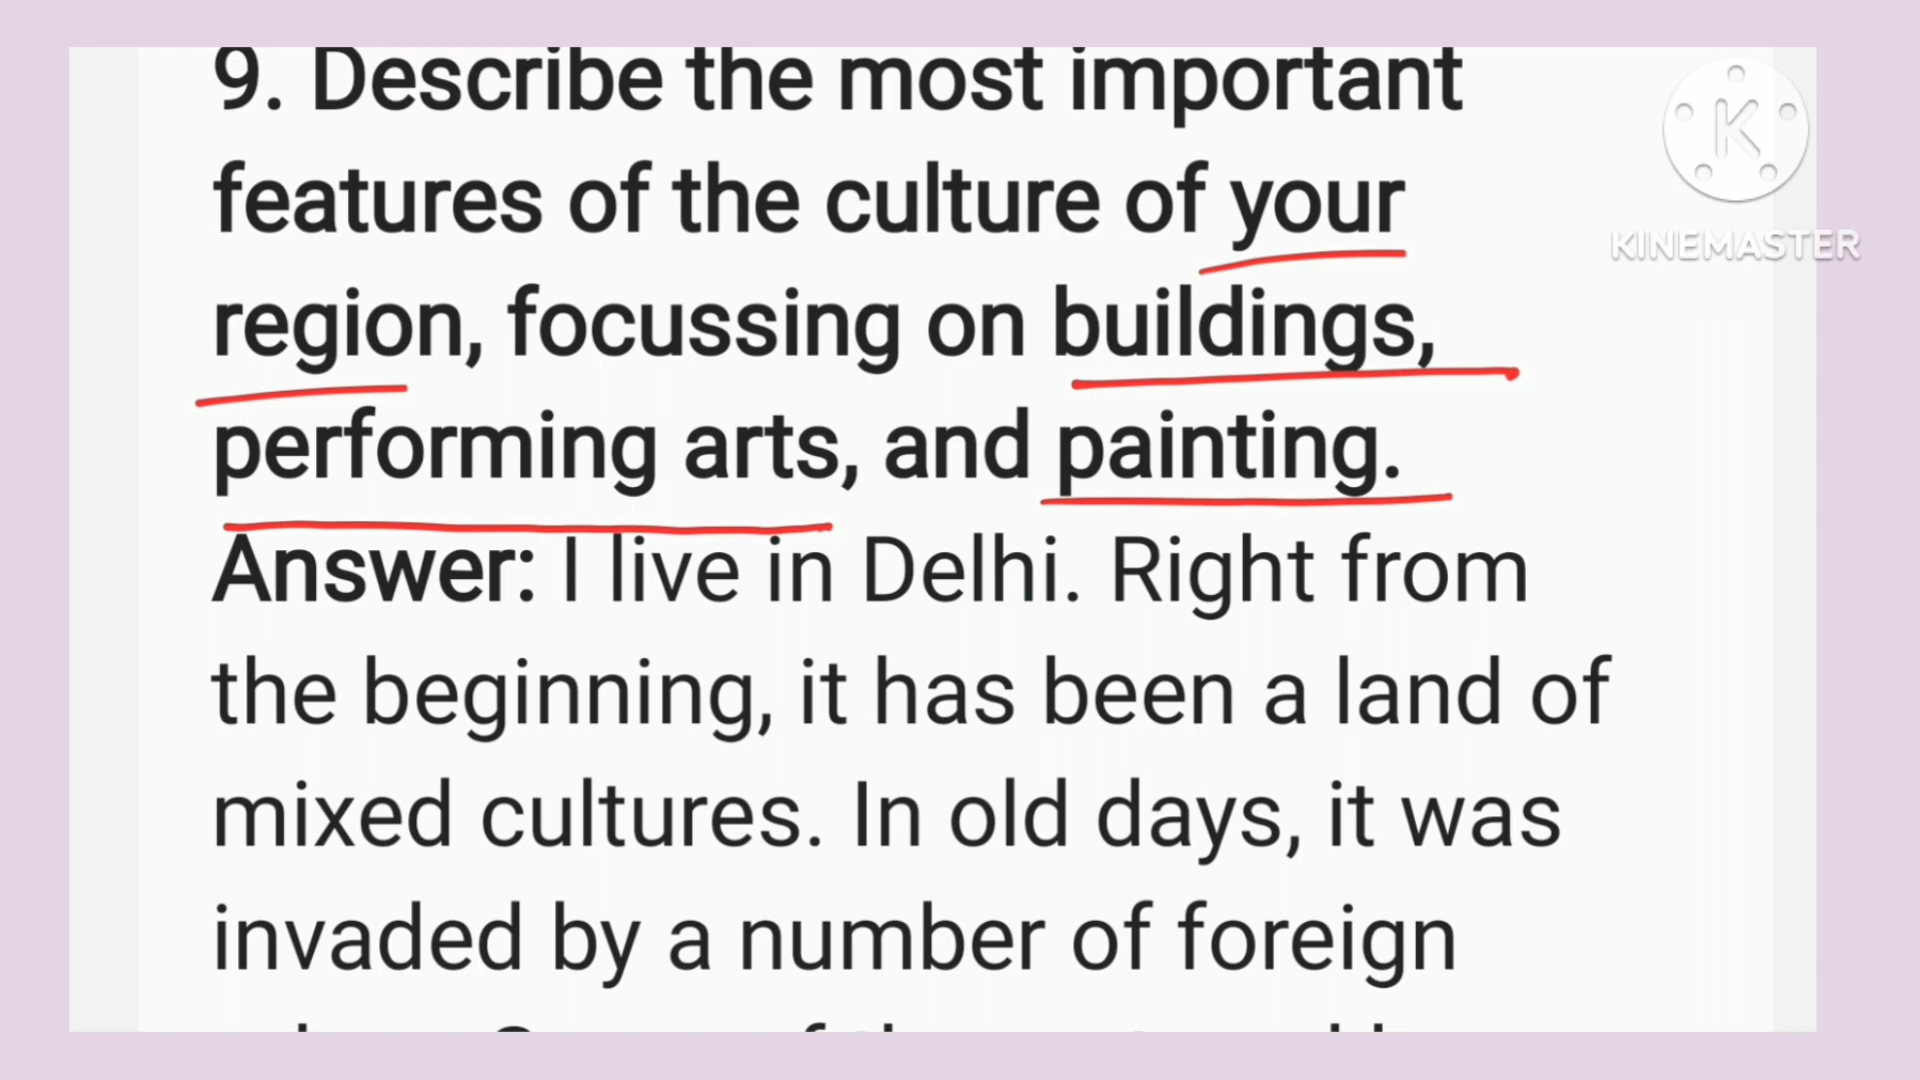 9. Describe the most important
features of the culture of your
region, focussing on buildings,
performing arts, and painting.
Answer: I live in Delhi. Right from
the beginning, it has been a land of
mixed cultures. In old days, it was
invaded by a number of foreign
K
KINEMASTER